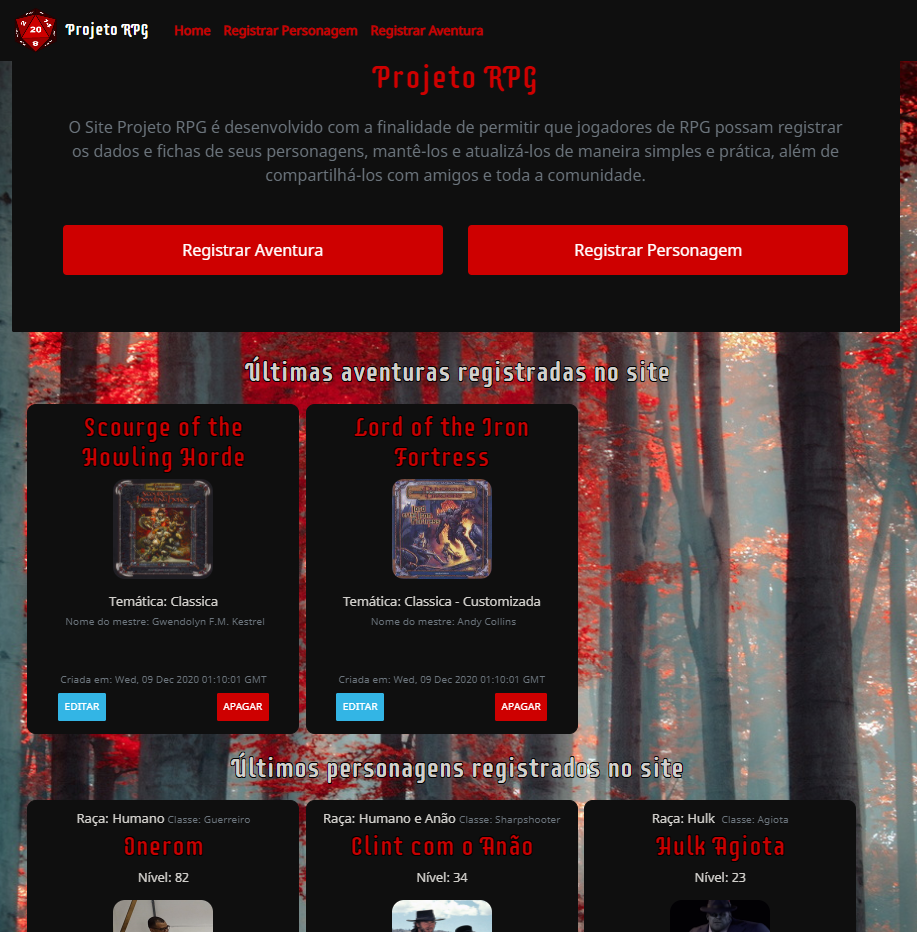 20
8
Projeto RPG
Home Registrar Personagem Registrar Aventura
Projeto RPG
O Site Projeto RPG é desenvolvido com a finalidade de permitir que jogadores de RPG possam registrar
os dados e fichas de seus personagens, mantê-los e atualizá-los de maneira simples e prática, além de
compartilhá-los com amigos e toda a comunidade.
Registrar Aventura Registrar Personagem
Últimas aventuras registradas no site
Scourge of the
Howling Horde
Temática: Classica
Nome do mestre: Gwendolyn F.M. Kestrel
Criada em: Wed, 09 Dec 2020 01:10:01 GMT
EDITAR APAGAR
Lord of the Iron
Fortress
Temática: Classica - Customizada
Nome do mestre: Andy Collins
Criada em: Wed, 09 Dec 2020 01:10:01 GMT
EDITAR APAGAR
Últimos personagens registrados no site
Raça: Humano Classe: Guerreiro
Onerom
Nível: 82
Raça: Humano e Anão Classe: Sharpshooter
Clint com o Anão
Nível: 34
Raça: Hulk Classe: Agiota
Hulk Agiota
Nível: 23